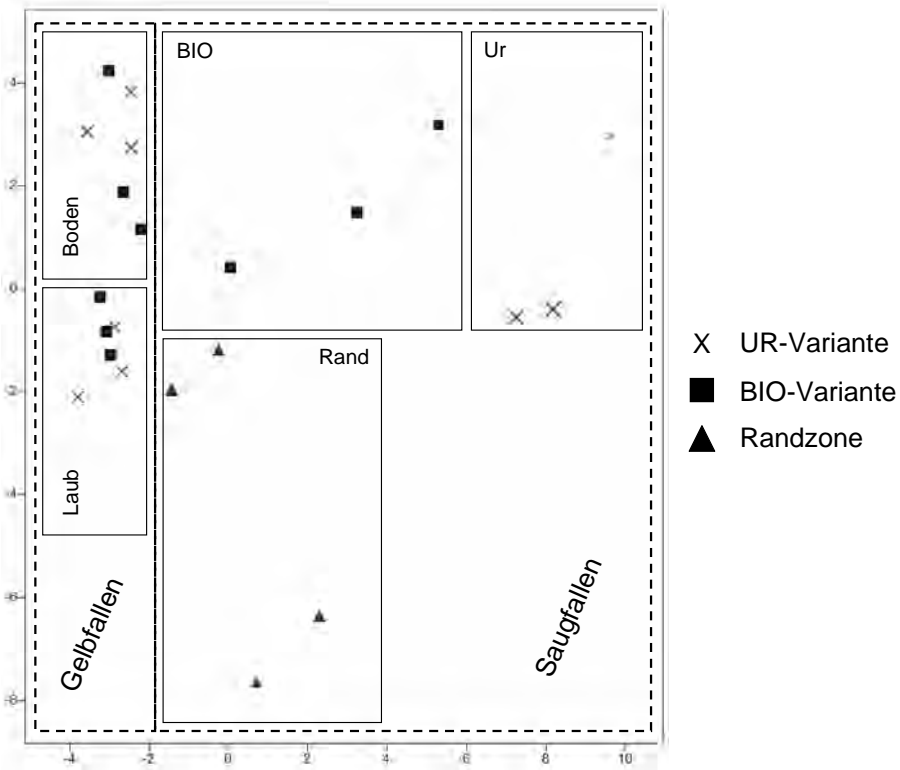 BIO
Ur
Boden
Laub
Rand
Gelbfallen
Saugfallen
4
2
0
-2
-4
-6
-8
-4
-2
0
2
4
6
8
10
X UR-Variante
BIO-Variante
Randzone